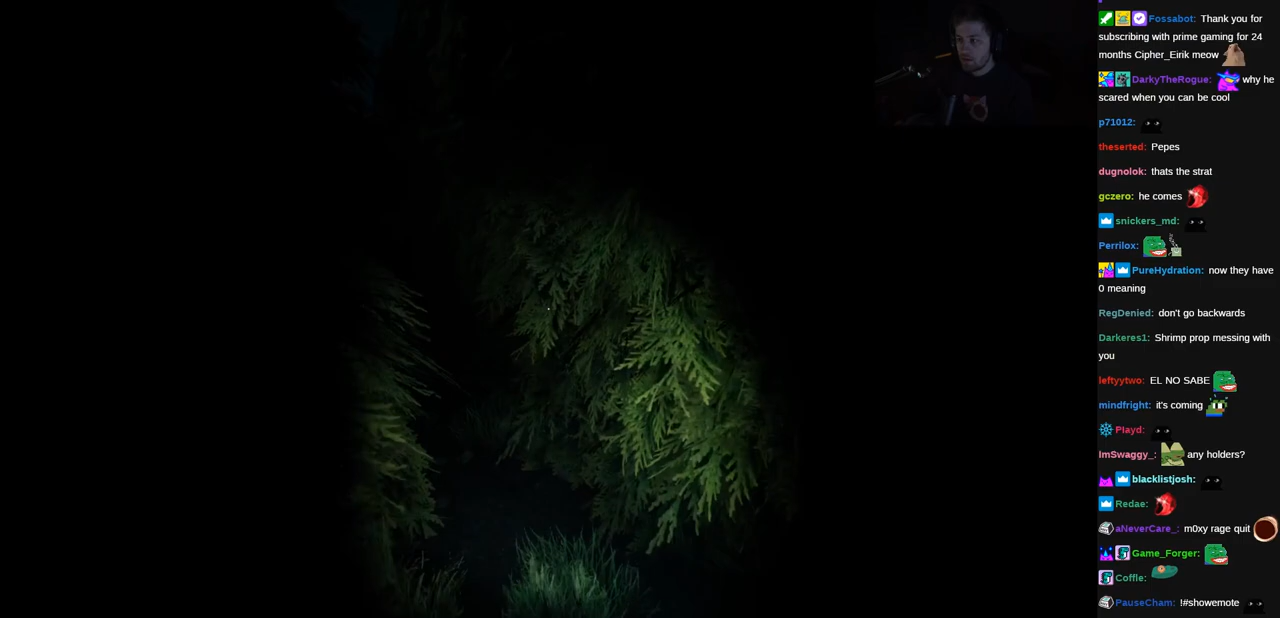 Fossabot: Thank you for
subscribing with prime gaming for 24
months Cipher_Eirik meow
DarkyTheRogue: why he
scared when you can be cool
p71012:
theserted: Pepes
dugnolok: thats the strat
gczero: he comes
snickers_md:
Perrilox:
PureHydration: now they have
0 meaning
RegDenied: don't go backwards
Darkeres1: Shrimp prop messing with
you
leftyytwo: EL NO SABE
mindfright: it's coming
Playd:
ImSwaggy_: any holders?
blacklistjosh:
Redae:
aNeverCare_: m0xy rage quit
Game_Forger:
Coffle:
PauseCham: !#showemote